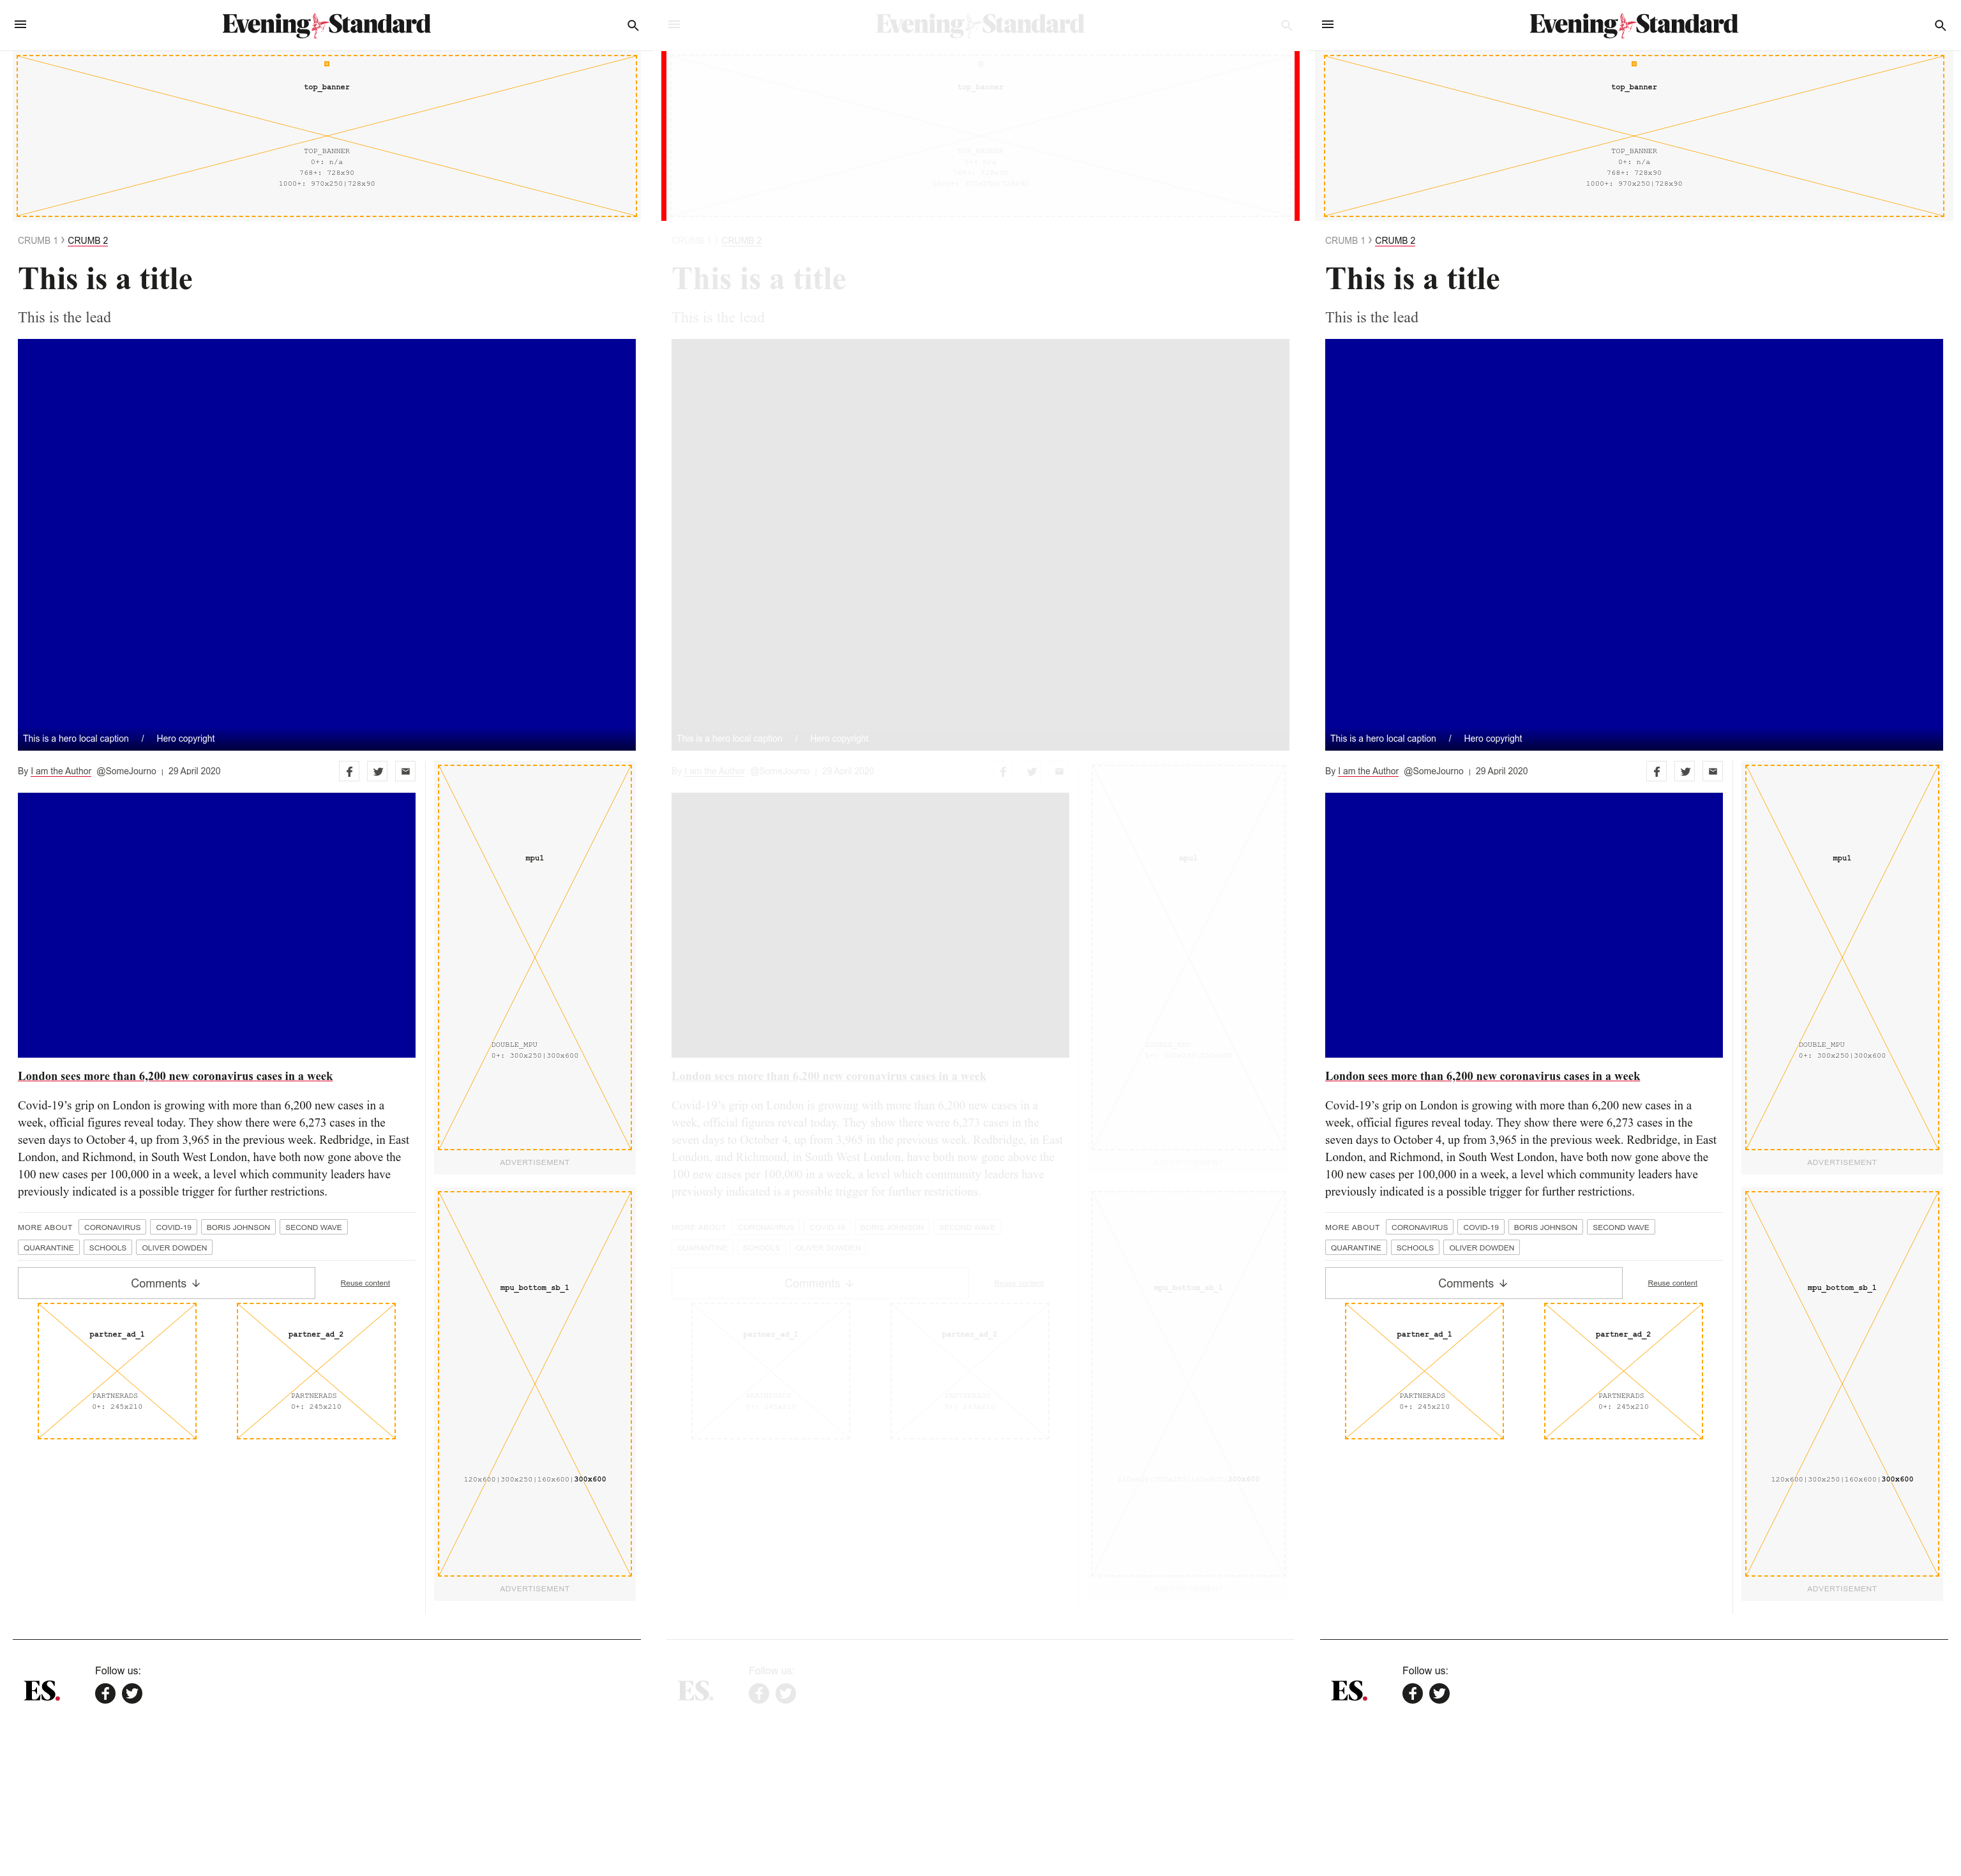 Evening Standard
top_banner
TOP_BANNER
0+: n/a
768+: 728x90
1000+: 970x250|728x90
CRUMB 1 › CRUMB 2
This is a title
This is the lead
This is a hero local caption / Hero copyright
By I am the Author @SomeJourno | 29 April 2020
London sees more than 6,200 new coronavirus cases in a week
Covid-19’s grip on London is growing with more than 6,200 new cases in a
week, official figures reveal today. They show there were 6,273 cases in the
seven days to October 4, up from 3,965 in the previous week. Redbridge, in East
London, and Richmond, in South West London, have both now gone above the
100 new cases per 100,000 in a week, a level which community leaders have
previously indicated is a possible trigger for further restrictions.
MORE ABOUT CORONAVIRUS COVID-19 BORIS JOHNSON SECOND WAVE
QUARANTINE SCHOOLS OLIVER DOWDEN
Comments ↓
Reuse content
partner_ad_1
PARTNERADS
0+: 245x210
partner_ad_2
PARTNERADS
0+: 245x210
mpu1
DOUBLE_MPU
0+: 300x250|300x600
ADVERTISEMENT
mpu_bottom_sb_1
120x600|300x250|160x600|300x600
ADVERTISEMENT
ES.
Follow us:
Evening Standard
top_banner
CRUMB 1 › CRUMB 2
This is a title
This is the lead
This is a hero local caption / Hero copyright
By I am the Author @SomeJourno | 29 April 2020
London sees more than 6,200 new coronavirus cases in a week
Covid-19’s grip on London is growing with more than 6,200 new cases in a
week, official figures reveal today. They show there were 6,273 cases in the
seven days to October 4, up from 3,965 in the previous week. Redbridge, in East
London, and Richmond, in South West London, have both now gone above the
100 new cases per 100,000 in a week, a level which community leaders have
previously indicated is a possible trigger for further restrictions.
MORE ABOUT CORONAVIRUS COVID-19 BORIS JOHNSON SECOND WAVE
QUARANTINE SCHOOLS OLIVER DOWDEN
Comments ↓
Reuse content
partner_ad_1
partner_ad_2
mpu1
mpu_bottom_sb_1
300x600
ES.
Follow us:
Evening Standard
top_banner
TOP_BANNER
0+: n/a
768+: 728x90
1000+: 970x250|728x90
CRUMB 1 › CRUMB 2
This is a title
This is the lead
This is a hero local caption / Hero copyright
By I am the Author @SomeJourno | 29 April 2020
London sees more than 6,200 new coronavirus cases in a week
Covid-19’s grip on London is growing with more than 6,200 new cases in a
week, official figures reveal today. They show there were 6,273 cases in the
seven days to October 4, up from 3,965 in the previous week. Redbridge, in East
London, and Richmond, in South West London, have both now gone above the
100 new cases per 100,000 in a week, a level which community leaders have
previously indicated is a possible trigger for further restrictions.
MORE ABOUT CORONAVIRUS COVID-19 BORIS JOHNSON SECOND WAVE
QUARANTINE SCHOOLS OLIVER DOWDEN
Comments ↓
Reuse content
partner_ad_1
PARTNERADS
0+: 245x210
partner_ad_2
PARTNERADS
0+: 245x210
mpu1
DOUBLE_MPU
0+: 300x250|300x600
ADVERTISEMENT
mpu_bottom_sb_1
120x600|300x250|160x600|300x600
ADVERTISEMENT
ES.
Follow us: